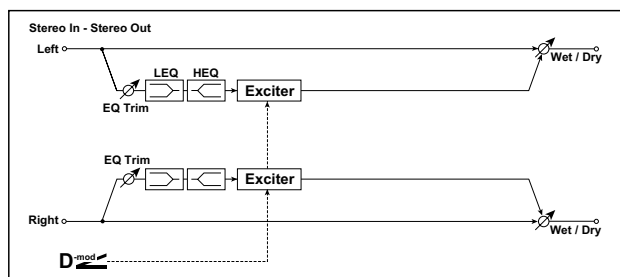 Stereo In - Stereo Out
Left
Wet / Dry
LEQ HEQ
EQ Trim
Exciter
EQ Trim
Exciter
Right
Wet / Dry
D-mod